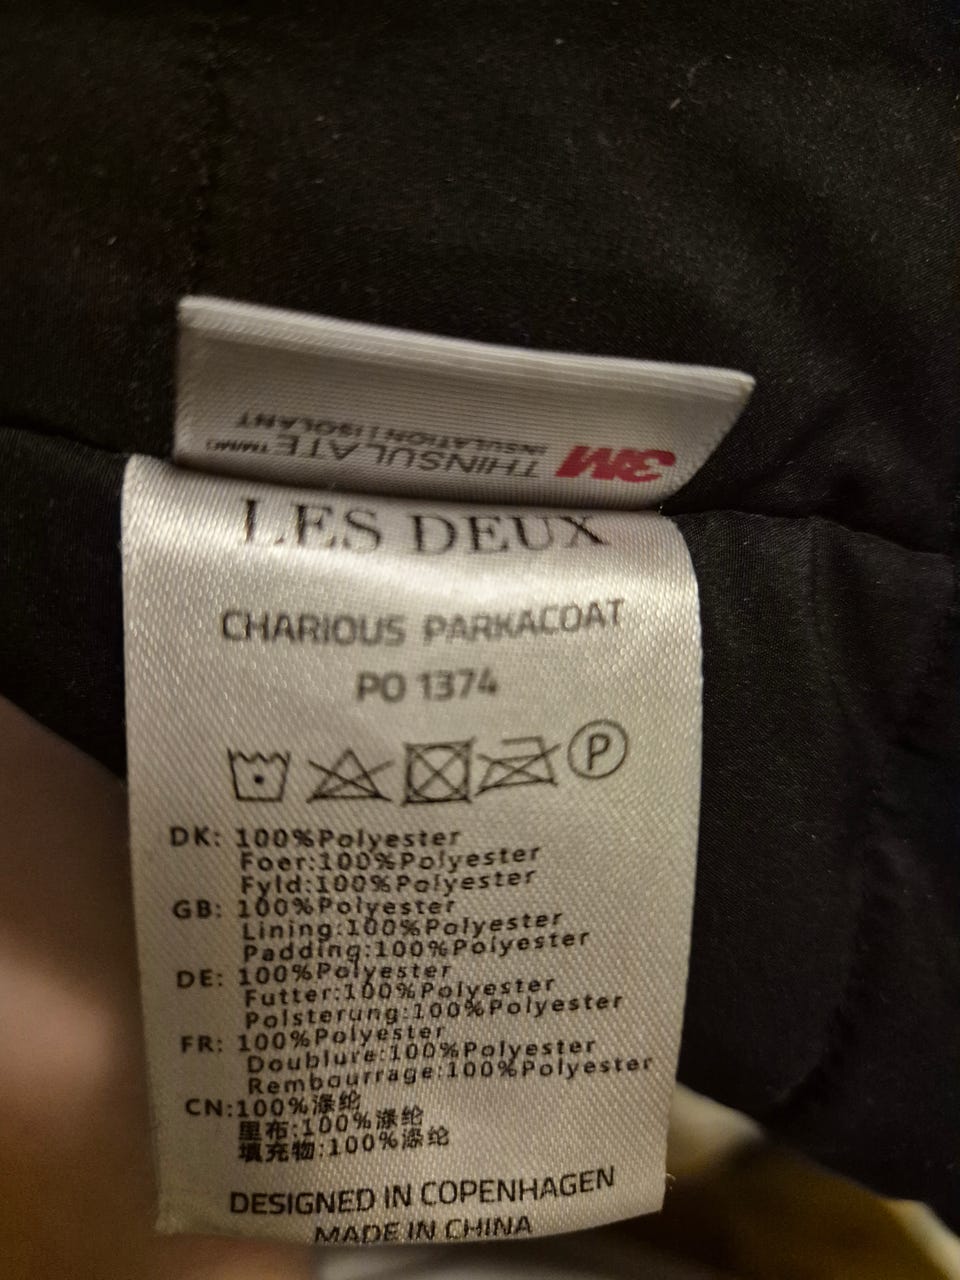 3M THINSULATE™/MC
INSULATION | ISOLANT
LES DEUX
CHARIOUS PARKACOAT
PO 1374
P
DK: 100%Polyester
Foer:100%Polyester
Fyld:100%Polyester
GB: 100%Polyester
Lining:100%Polyester
Padding:100%Polyester
DE: 100%Polyester
Futter:100%Polyester
Polsterung:100%Polyester
FR: 100%Polyester
Doublure:100%Polyester
Rembourrage:100%Polyester
CN:100%涤纶
里布:100%涤纶
填充物:100%涤纶
DESIGNED IN COPENHAGEN
MADE IN CHINA